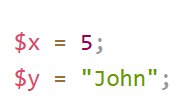 $x = 5;
$y = "John";